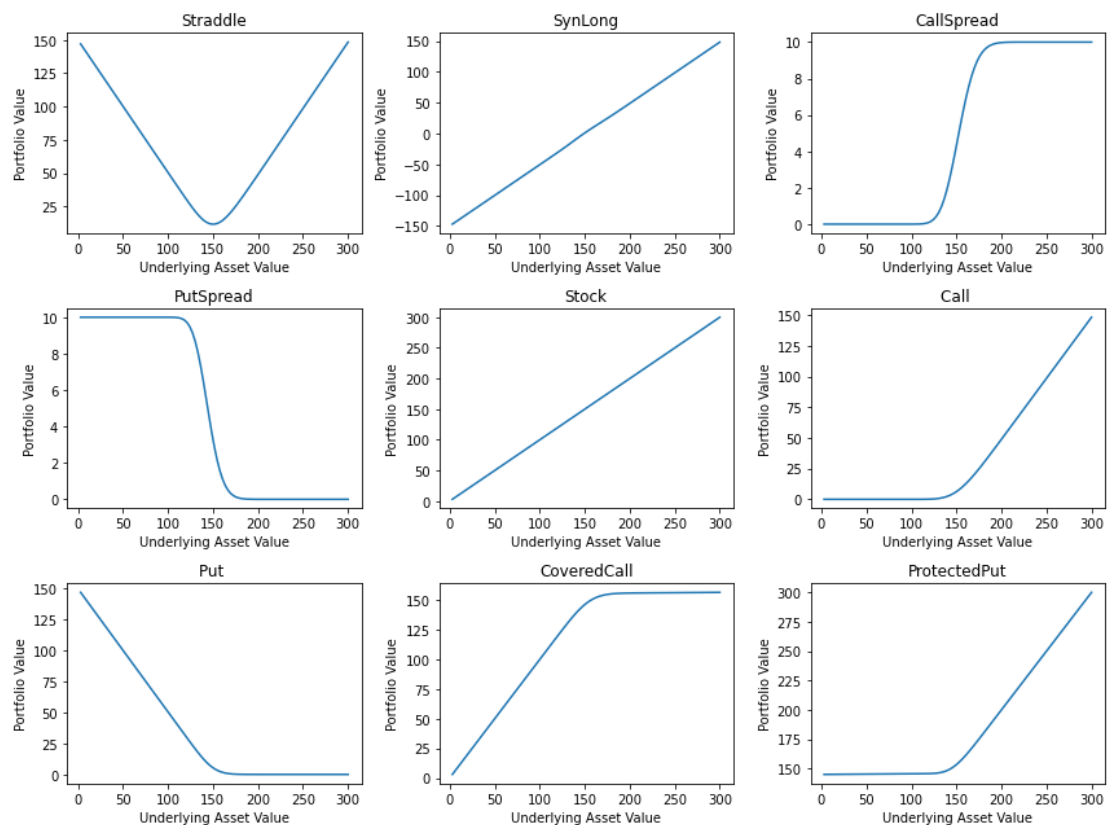 Straddle
SynLong
CallSpread
150
125
100
75
50
25
Portfolio Value
0 50 100 150 200 250 300
Underlying Asset Value
150
100
50
0
−50
−100
−150
Portfolio Value
0 50 100 150 200 250 300
Underlying Asset Value
10
8
6
4
2
0
Portfolio Value
0 50 100 150 200 250 300
Underlying Asset Value
PutSpread
Stock
Call
10
8
6
4
2
0
Portfolio Value
0 50 100 150 200 250 300
Underlying Asset Value
300
250
200
150
100
50
0
Portfolio Value
0 50 100 150 200 250 300
Underlying Asset Value
150
125
100
75
50
25
0
Portfolio Value
0 50 100 150 200 250 300
Underlying Asset Value
Put
CoveredCall
ProtectedPut
150
125
100
75
50
25
0
Portfolio Value
0 50 100 150 200 250 300
Underlying Asset Value
150
125
100
75
50
25
0
Portfolio Value
0 50 100 150 200 250 300
Underlying Asset Value
300
275
250
225
200
175
150
Portfolio Value
0 50 100 150 200 250 300
Underlying Asset Value